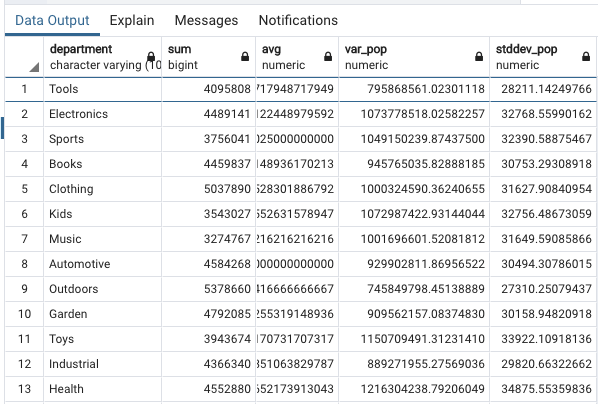 Data Output Explain Messages Notifications
department sum avg var_pop stddev_pop
character varying (10 bigint numeric numeric numeric
1 Tools 4095808 717948717949 795868561.02301118 28211.14249766
2 Electronics 4489141 122448979592 1073778518.02582257 32768.55990162
3 Sports 3756041 025000000000 1049150239.87437500 32390.58875467
4 Books 4459837 148936170213 945765035.82888185 30753.29308918
5 Clothing 5037890 528301886792 1000324590.36240655 31627.90840954
6 Kids 3543027 552631578947 1072987422.93144044 32756.48673059
7 Music 3274767 216216216216 1001696601.52081812 31649.59085866
8 Automotive 4584268 000000000000 929902811.86956522 30494.30786015
9 Outdoors 5378660 416666666667 745849798.45138889 27310.25079437
10 Garden 4792085 255319148936 909562157.08374830 30158.94820918
11 Toys 3943674 170731707317 1150709491.31231410 33922.10918136
12 Industrial 4366340 351063829787 889271955.27569036 29820.66322662
13 Health 4552880 652173913043 1216304238.79206049 34875.55359836